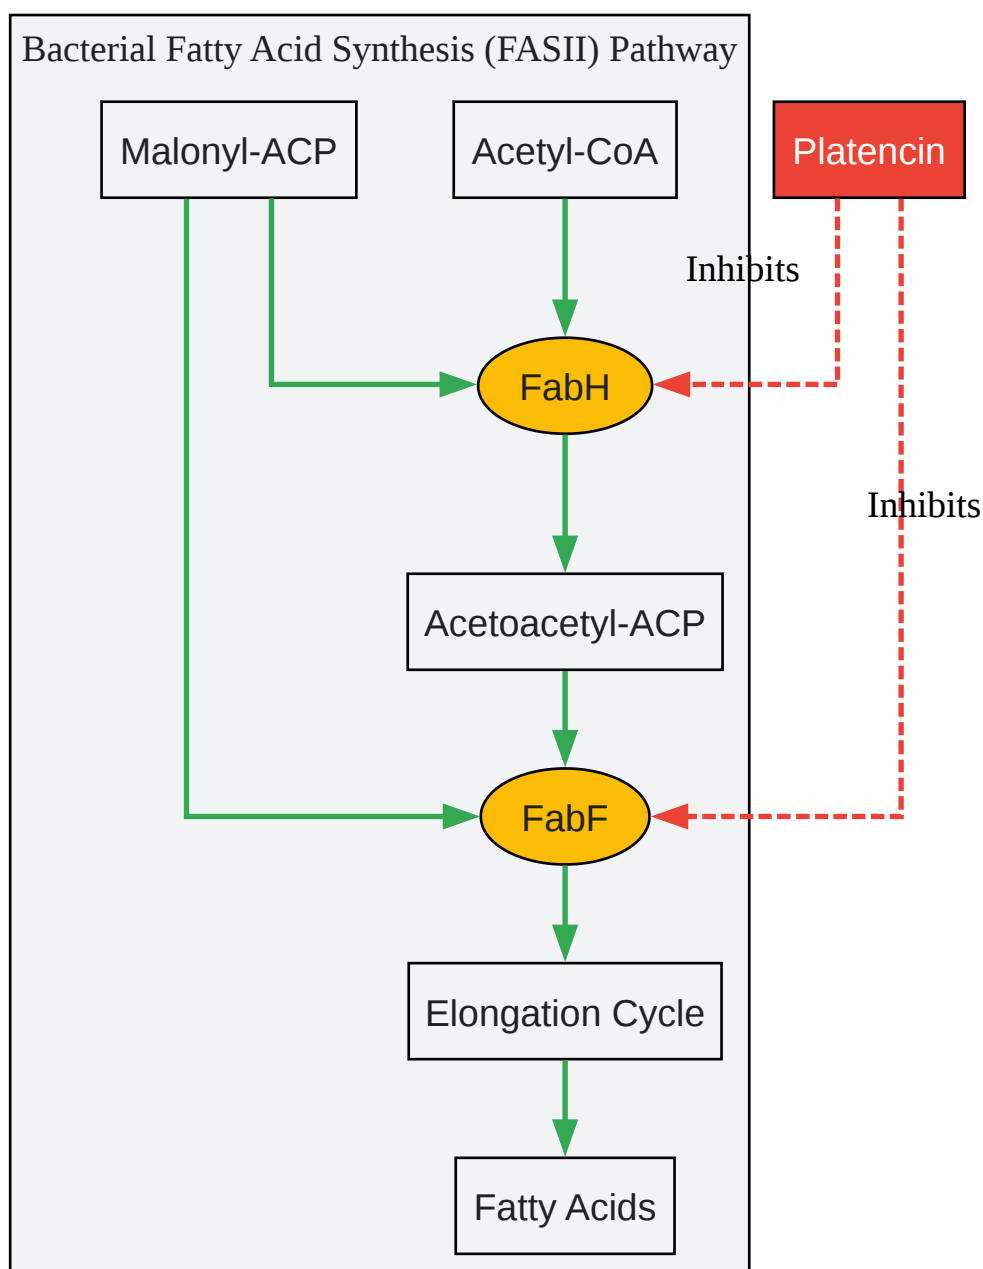 Bacterial Fatty Acid Synthesis (FASII) Pathway
Malonyl-ACP
Acetyl-CoA
Platencin
Inhibits
FabH
Inhibits
Acetoacetyl-ACP
FabF
Elongation Cycle
Fatty Acids